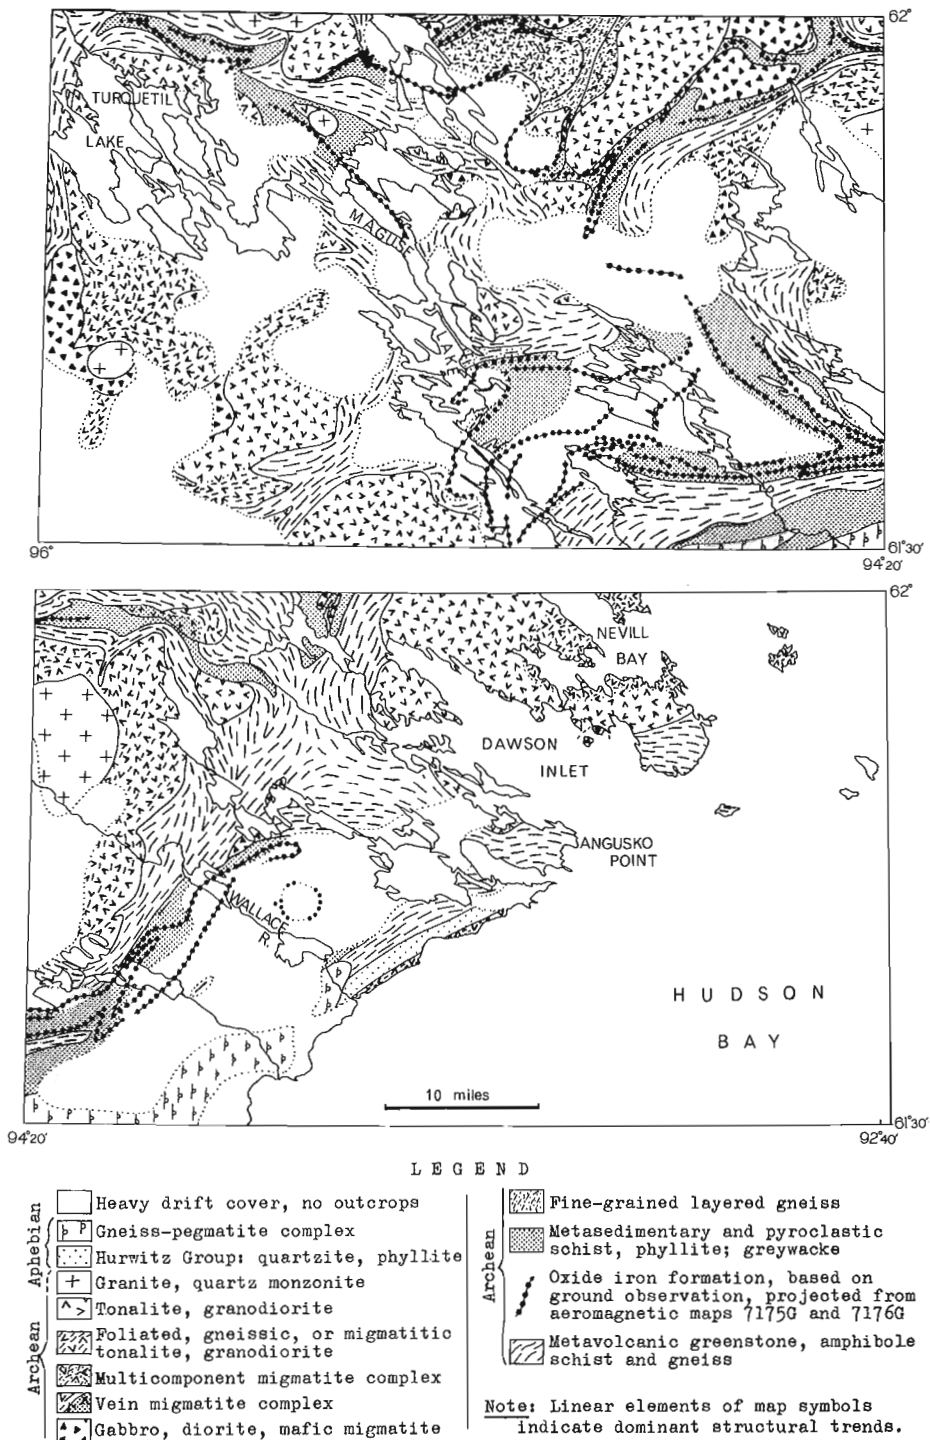 62°
TURQUETIL
LAKE
MAGUSE
LAKE
96°
61°30'
94°20'
62°
NEVILL
BAY
DAWSON
INLET
ANGUSKO
POINT
WALLACE
R.
HUDSON
BAY
10 miles
94°20'
61°30'
92°40'
LEGEND
Aphebian
Archean
Heavy drift cover, no outcrops
Gneiss-pegmatite complex
Hurwitz Group: quartzite, phyllite
Granite, quartz monzonite
Tonalite, granodiorite
Foliated, gneissic, or migmatitic
tonalite, granodiorite
Multicomponent migmatite complex
Vein migmatite complex
Gabbro, diorite, mafic migmatite
Archean
Fine-grained layered gneiss
Metasedimentary and pyroclastic
schist, phyllite; greywacke
Oxide iron formation, based on
ground observation, projected from
aeromagnetic maps 7175G and 7176G
Metavolcanic greenstone, amphibole
schist and gneiss
Note: Linear elements of map symbols
indicate dominant structural trends.